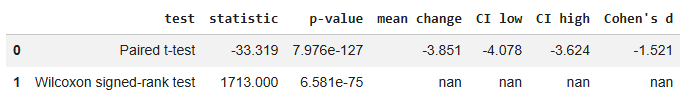 test statistic p-value mean change CI low CI high Cohen's d
0 Paired t-test -33.319 7.976e-127 -3.851 -4.078 -3.624 -1.521
1 Wilcoxon signed-rank test 1713.000 6.581e-75 nan nan nan nan